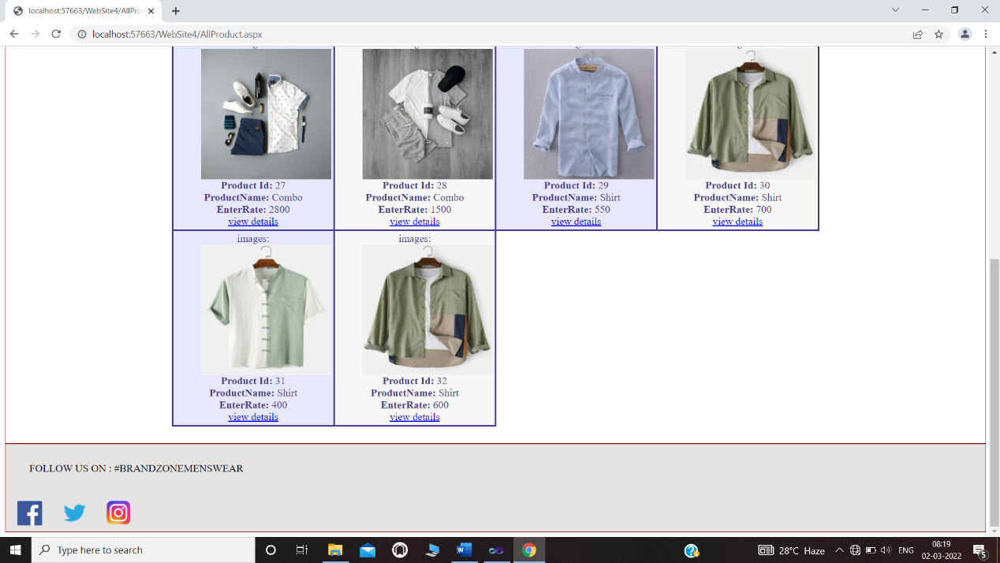 localhost:57663/WebSite4/AllPro
localhost:57663/WebSite4/AllProduct.aspx
Product Id: 27
ProductName: Combo
EnterRate: 2800
view details
Product Id: 28
ProductName: Combo
EnterRate: 1500
view details
Product Id: 29
ProductName: Shirt
EnterRate: 550
view details
Product Id: 30
ProductName: Shirt
EnterRate: 700
view details
images:
Product Id: 31
ProductName: Shirt
EnterRate: 400
view details
images:
Product Id: 32
ProductName: Shirt
EnterRate: 600
view details
FOLLOW US ON : #BRANDZONEMENSWEAR
Type here to search
28°C Haze
ENG
08:19
02-03-2022
5